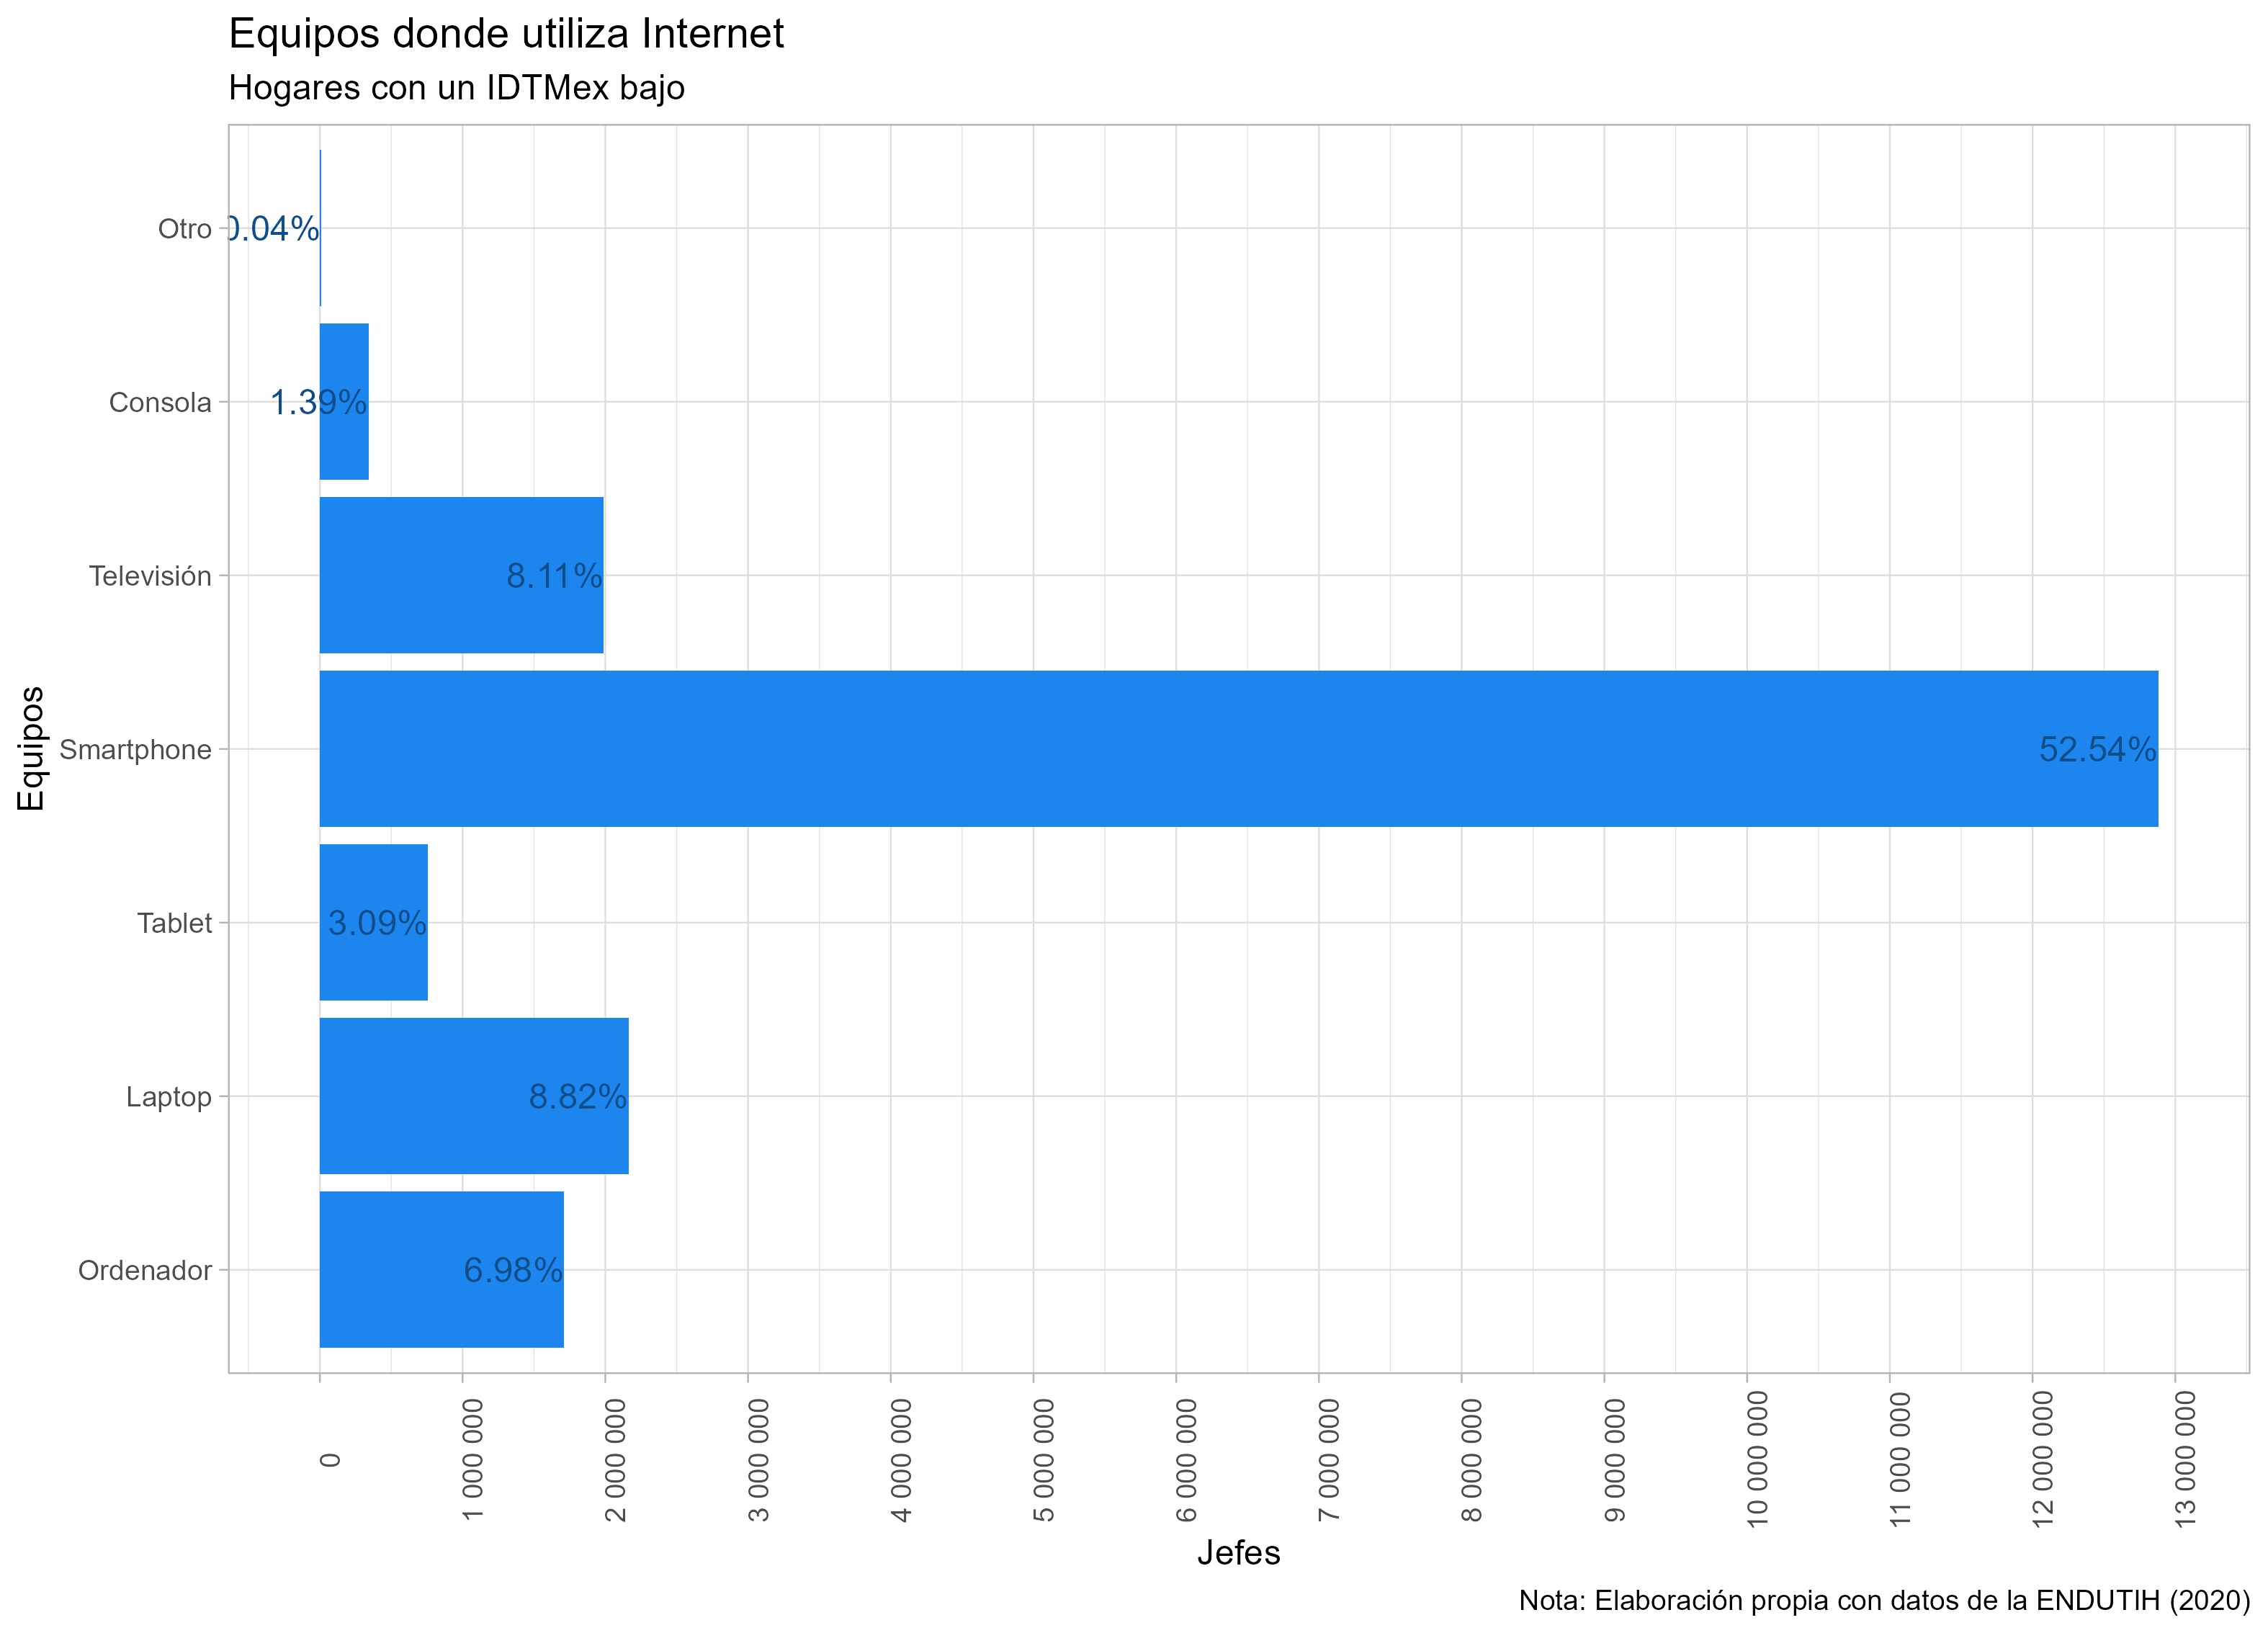 Equipos donde utiliza Internet
Hogares con un IDTMex bajo
Equipos
Otro
0.04%
Consola
1.39%
Televisión
8.11%
Smartphone
52.54%
Tablet
3.09%
Laptop
8.82%
Ordenador
6.98%
0
1 000 000
2 000 000
3 000 000
4 000 000
5 000 000
6 000 000
7 000 000
8 000 000
9 000 000
10 000 000
11 000 000
12 000 000
13 000 000
Jefes
Nota: Elaboración propia con datos de la ENDUTIH (2020)